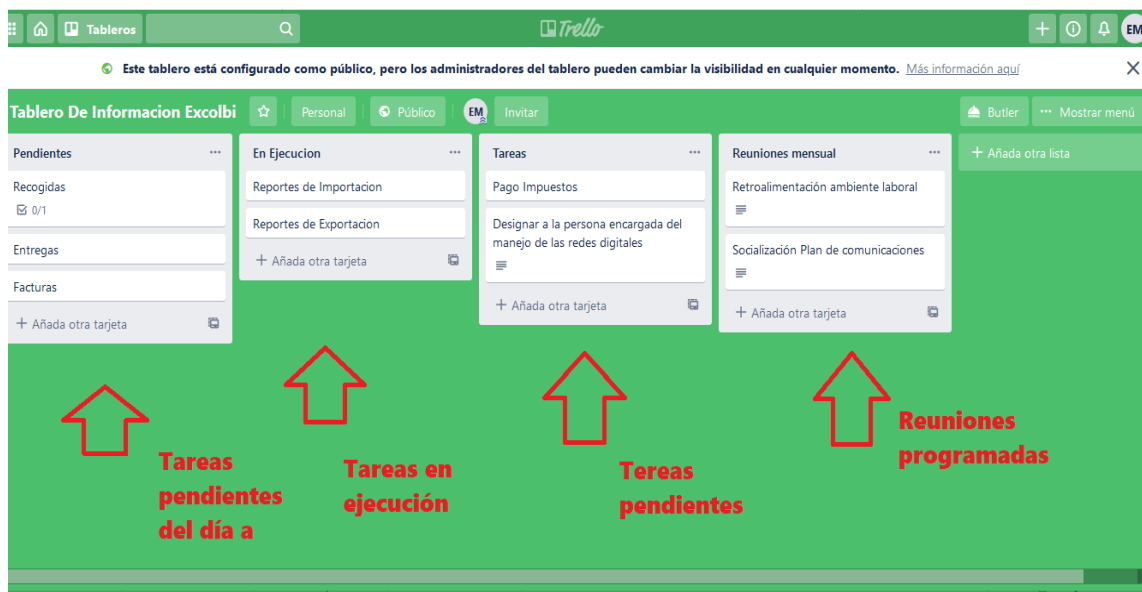 Tableros
Trello
EM
Este tablero está configurado como público, pero los administradores del tablero pueden cambiar la visibilidad en cualquier momento. Más información aquí
Tablero De Informacion Excolbi
Personal
Público
EM
Invitar
Butler
Mostrar menú
Pendientes
Recogidas
0/1
Entregas
Facturas
+ Añada otra tarjeta
En Ejecucion
Reportes de Importacion
Reportes de Exportacion
+ Añada otra tarjeta
Tareas
Pago Impuestos
Designar a la persona encargada del
manejo de las redes digitales
+ Añada otra tarjeta
Reuniones mensual
Retroalimentación ambiente laboral
Socialización Plan de comunicaciones
+ Añada otra tarjeta
+ Añada otra lista
Tareas
pendientes
del día a
Tareas en
ejecución
Tereas
pendientes
Reuniones
programadas